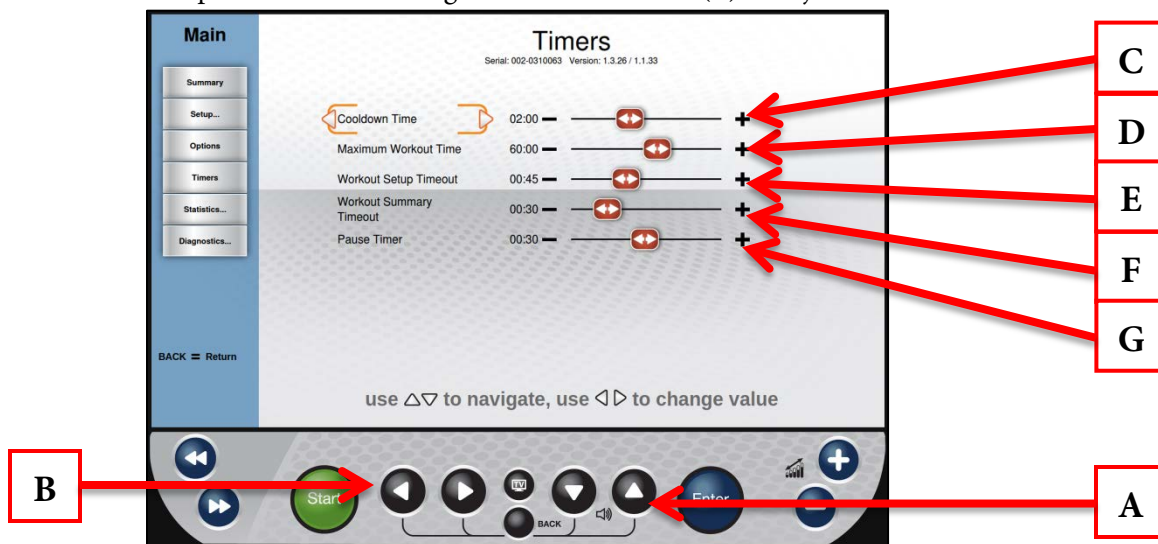 Main
Timers
Serial: 002-0310063 Version: 1.3.26 / 1.1.33
Summary
Setup...
Options
Timers
Statistics...
Diagnostics...
Cooldown Time 02:00
Maximum Workout Time 60:00
Workout Setup Timeout 00:45
Workout Summary
Timeout 00:30
Pause Timer 00:30
BACK = Return
use △▽ to navigate, use ◁ ▷ to change value
Start
TV
BACK
Enter
C
D
E
F
G
B
A